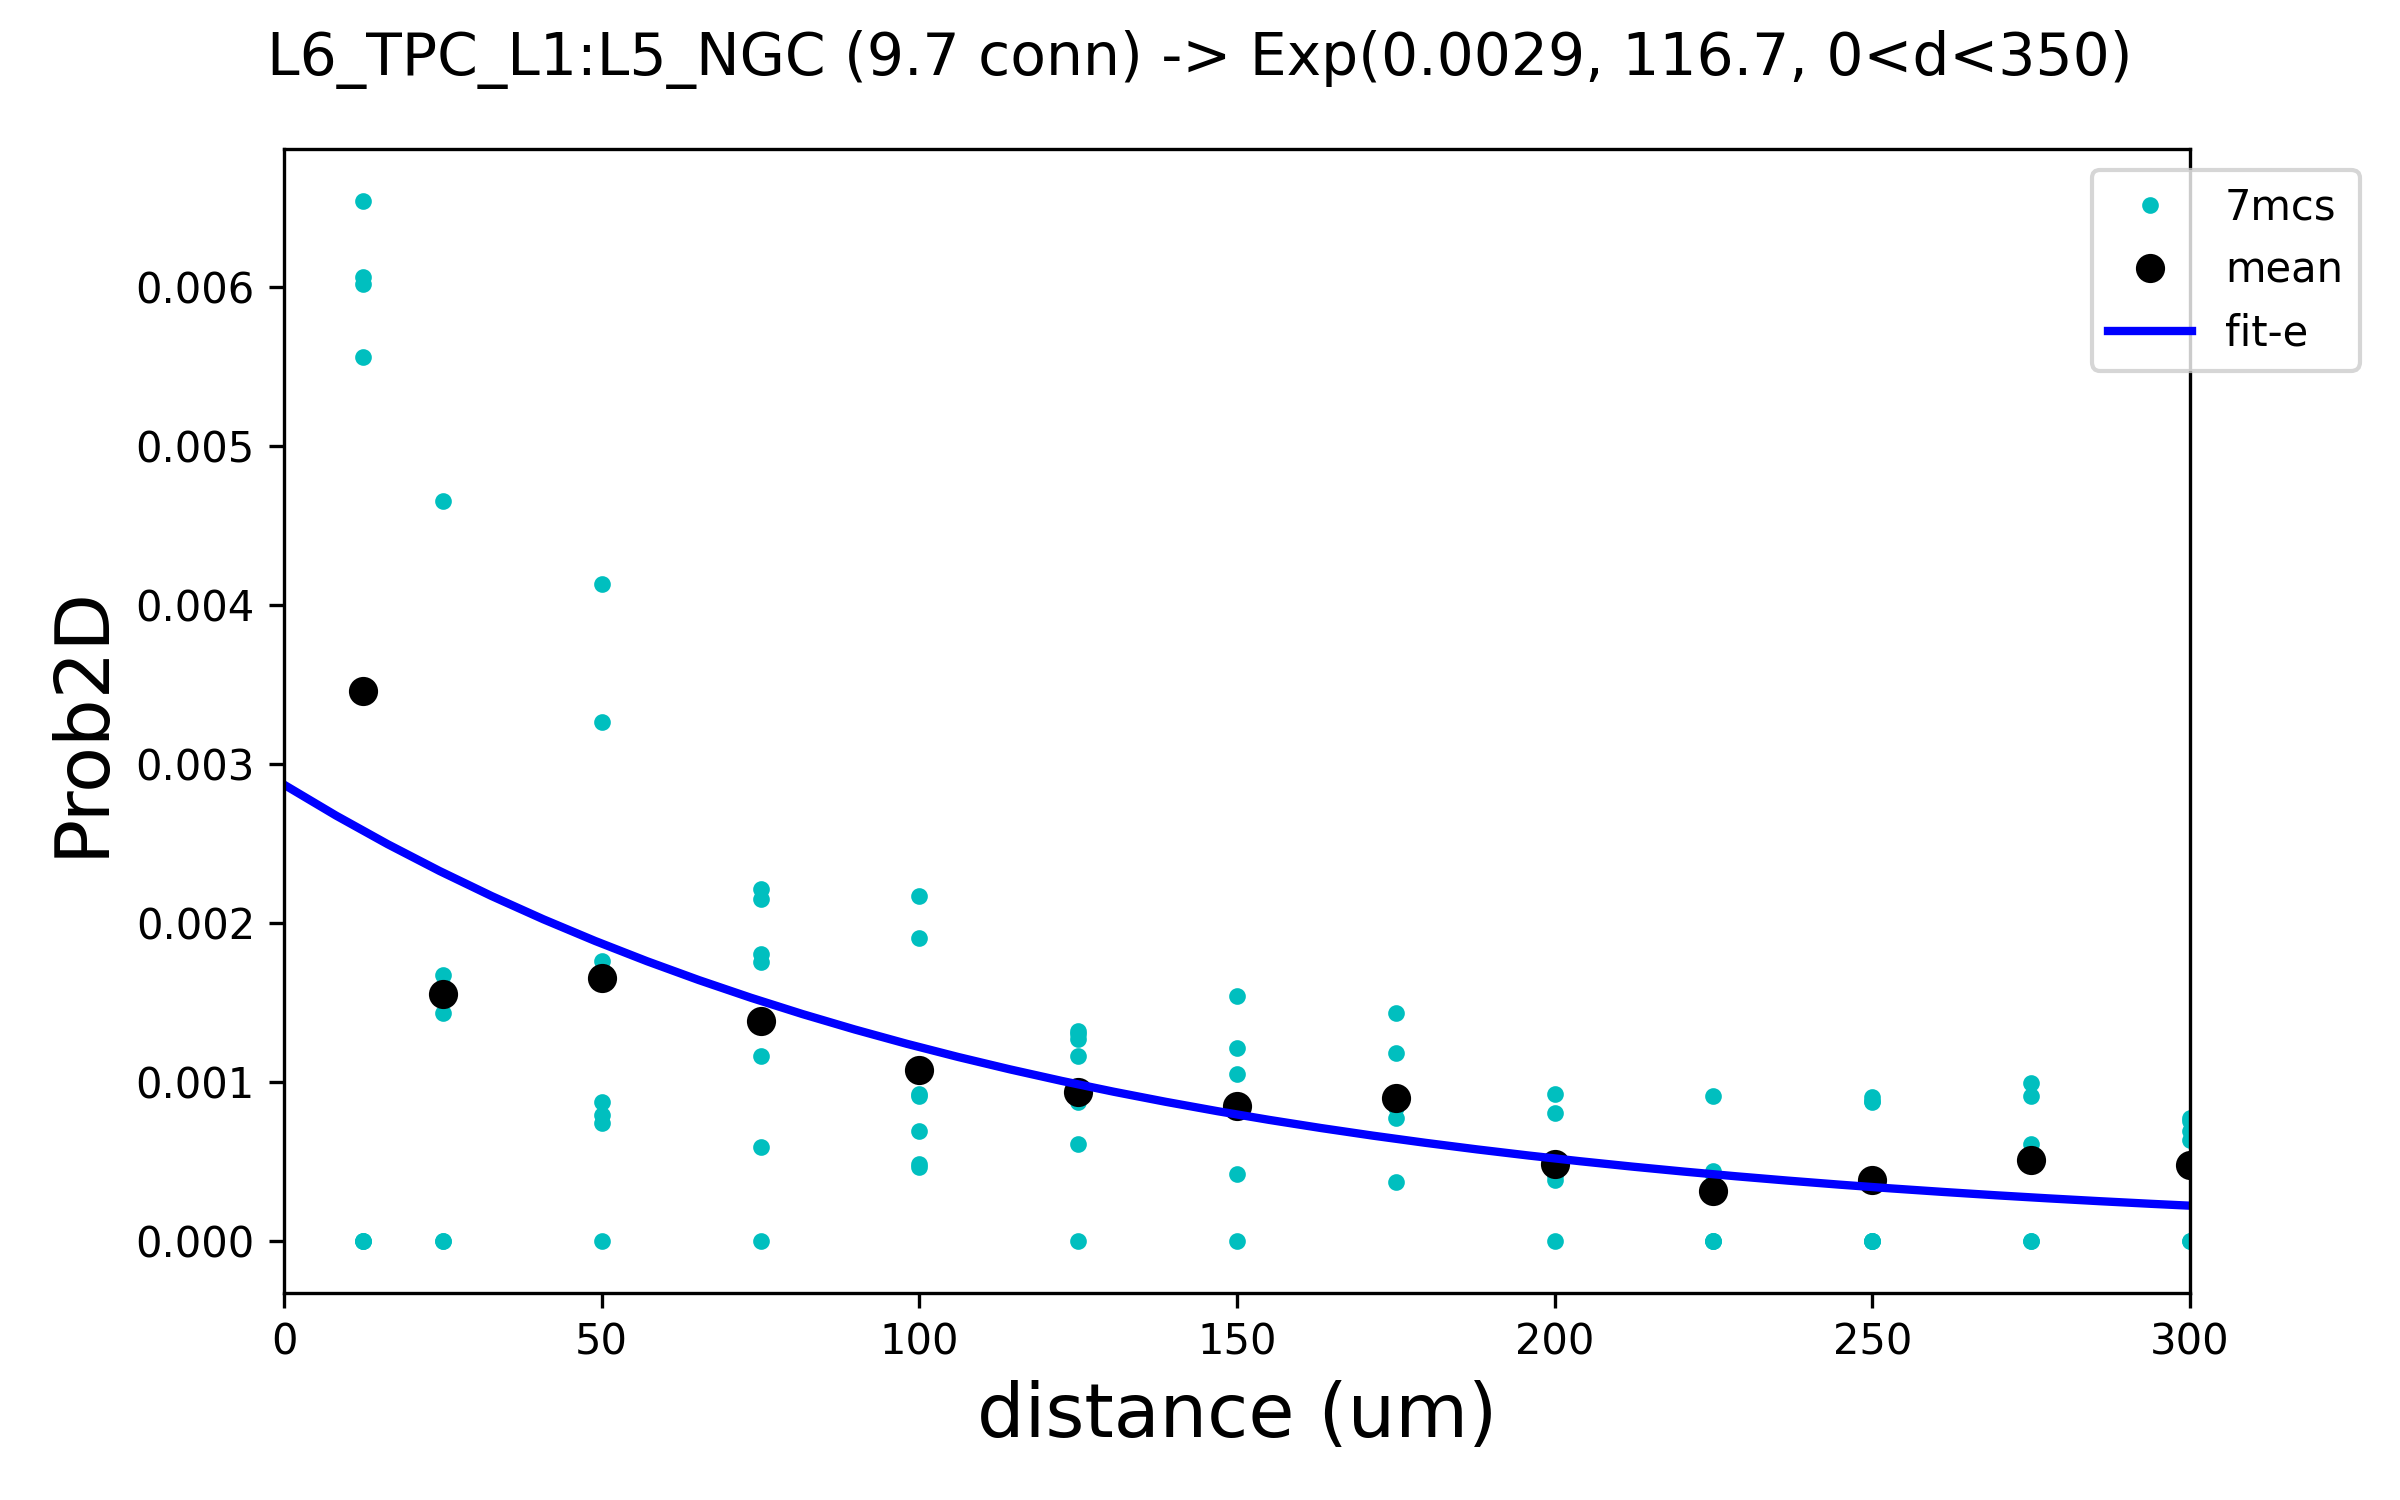 L6_TPC_L1:L5_NGC (9.7 conn) -> Exp(0.0029, 116.7, 0<d<350)
7mcs
mean
fit-e
Prob2D
0.006
0.005
0.004
0.003
0.002
0.001
0.000
0 50 100 150 200 250 300
distance (um)